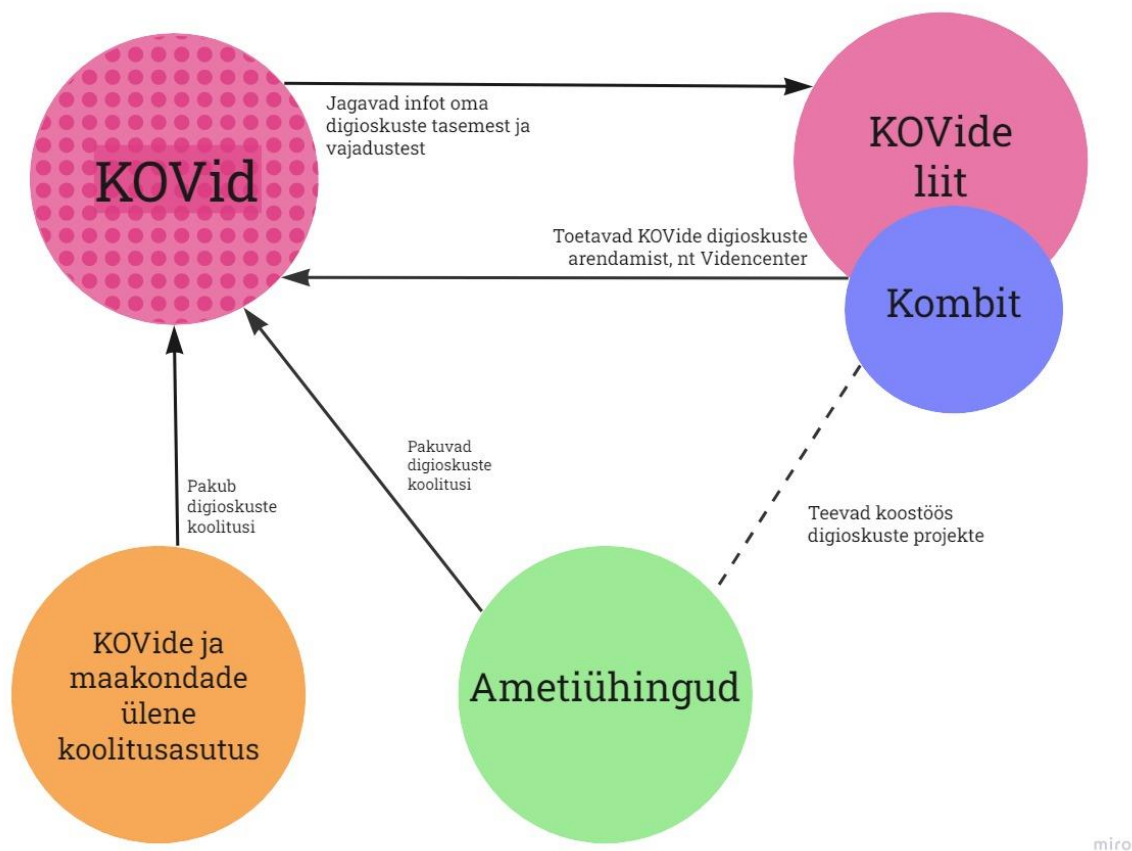 KOVid
Jagavad infot oma
digioskuste tasemest ja
vajadustest
KOVide
liit
Toetavad KOVide digioskuste
arendamist, nt Videncenter
Kombit
Pakub
digioskuste
koolitusi
Pakuvad
digioskuste
koolitusi
Teevad koostöös
digioskuste projekte
KOVide ja
maakondade
ülene
koolitusasutus
Ametiühingud
miro